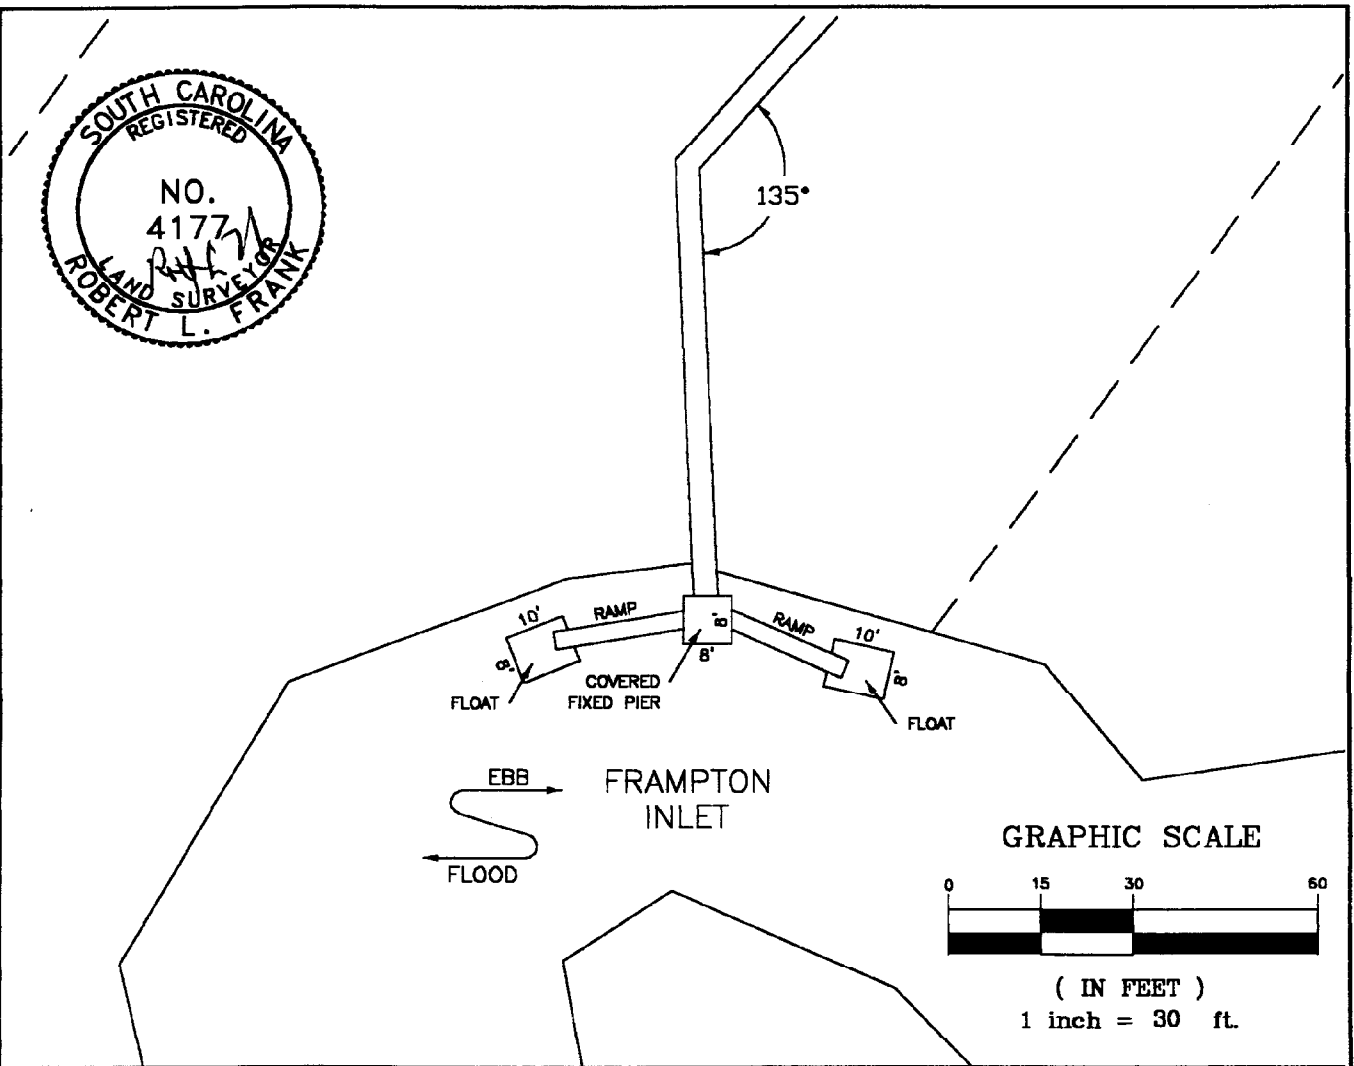 SOUTH CAROLINA
REGISTERED
NO.
4177
LAND SURVEYOR
ROBERT L. FRANK
135°
10'
RAMP
8'
8'
RAMP
10'
8'
8'
COVERED
FIXED PIER
FLOAT
FLOAT
EBB
FLOOD
FRAMPTON
INLET
GRAPHIC SCALE
0 15 30 60
( IN FEET )
1 inch = 30 ft.